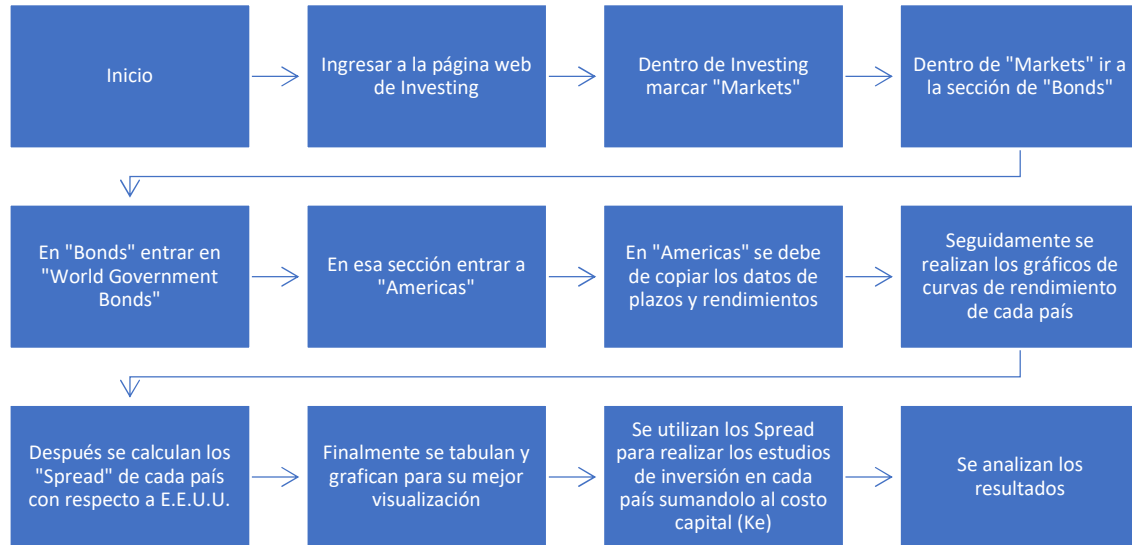 Inicio
Ingresar a la página web
de Investing
Dentro de Investing
marcar "Markets"
Dentro de "Markets" ir a
la sección de "Bonds"
En "Bonds" entrar en
"World Government
Bonds"
En esa sección entrar a
"Americas"
En "Americas" se debe
de copiar los datos de
plazos y rendimientos
Seguidamente se
realizan los gráficos de
curvas de rendimiento
de cada país
Después se calculan los
"Spread" de cada país
con respecto a E.E.U.U.
Finalmente se tabulan y
grafican para su mejor
visualización
Se utilizan los Spread
para realizar los estudios
de inversión en cada
país sumandolo al costo
capital (Ke)
Se analizan los
resultados